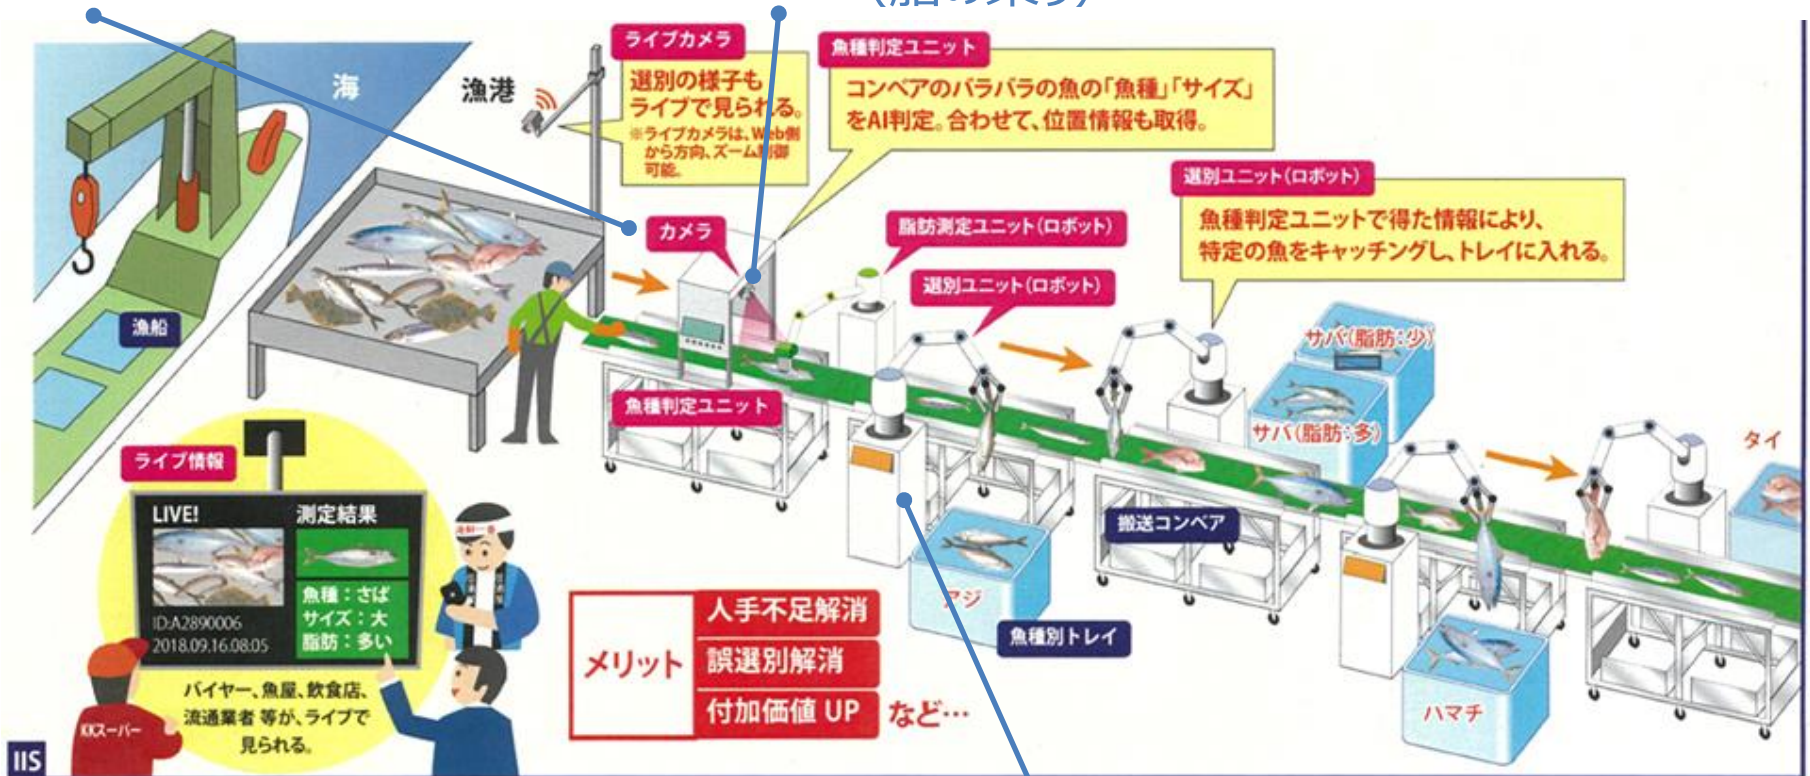 (脂の乗り)
海
漁港
漁船
ライブカメラ
選別の様子も
ライブで見られる。
※ライブカメラは、Web側
から方向、ズーム制御
可能。
魚種判定ユニット
コンベアのバラバラの魚の「魚種」「サイズ」
をAI判定。合わせて、位置情報も取得。
選別ユニット(ロボット)
魚種判定ユニットで得た情報により、
特定の魚をキャッチングし、トレイに入れる。
カメラ
脂肪測定ユニット(ロボット)
選別ユニット(ロボット)
魚種判定ユニット
サバ(脂肪:少)
サバ(脂肪:多)
タイ
搬送コンベア
アジ
魚種別トレイ
ハマチ
ライブ情報
LIVE!
測定結果
魚種:さば
サイズ:大
脂肪:多い
ID:A2890006
2018.09.16.08:05
KKスーパー
バイヤー、魚屋、飲食店、
流通業者 等が、ライブで
見られる。
メリット
人手不足解消
誤選別解消
付加価値 UP
など…
IIS